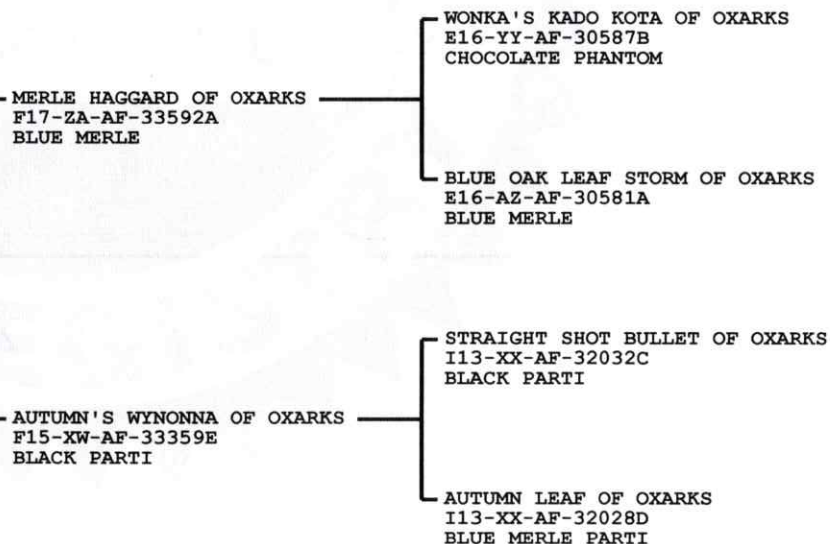 WONKA'S KADO KOTA OF OXARKS
E16-YY-AF-30587B
CHOCOLATE PHANTOM
MERLE HAGGARD OF OXARKS
F17-ZA-AF-33592A
BLUE MERLE
BLUE OAK LEAF STORM OF OXARKS
E16-AZ-AF-30581A
BLUE MERLE
STRAIGHT SHOT BULLET OF OXARKS
I13-XX-AF-32032C
BLACK PARTI
AUTUMN'S WYNONNA OF OXARKS
F15-XW-AF-33359E
BLACK PARTI
AUTUMN LEAF OF OXARKS
I13-XX-AF-32028D
BLUE MERLE PARTI